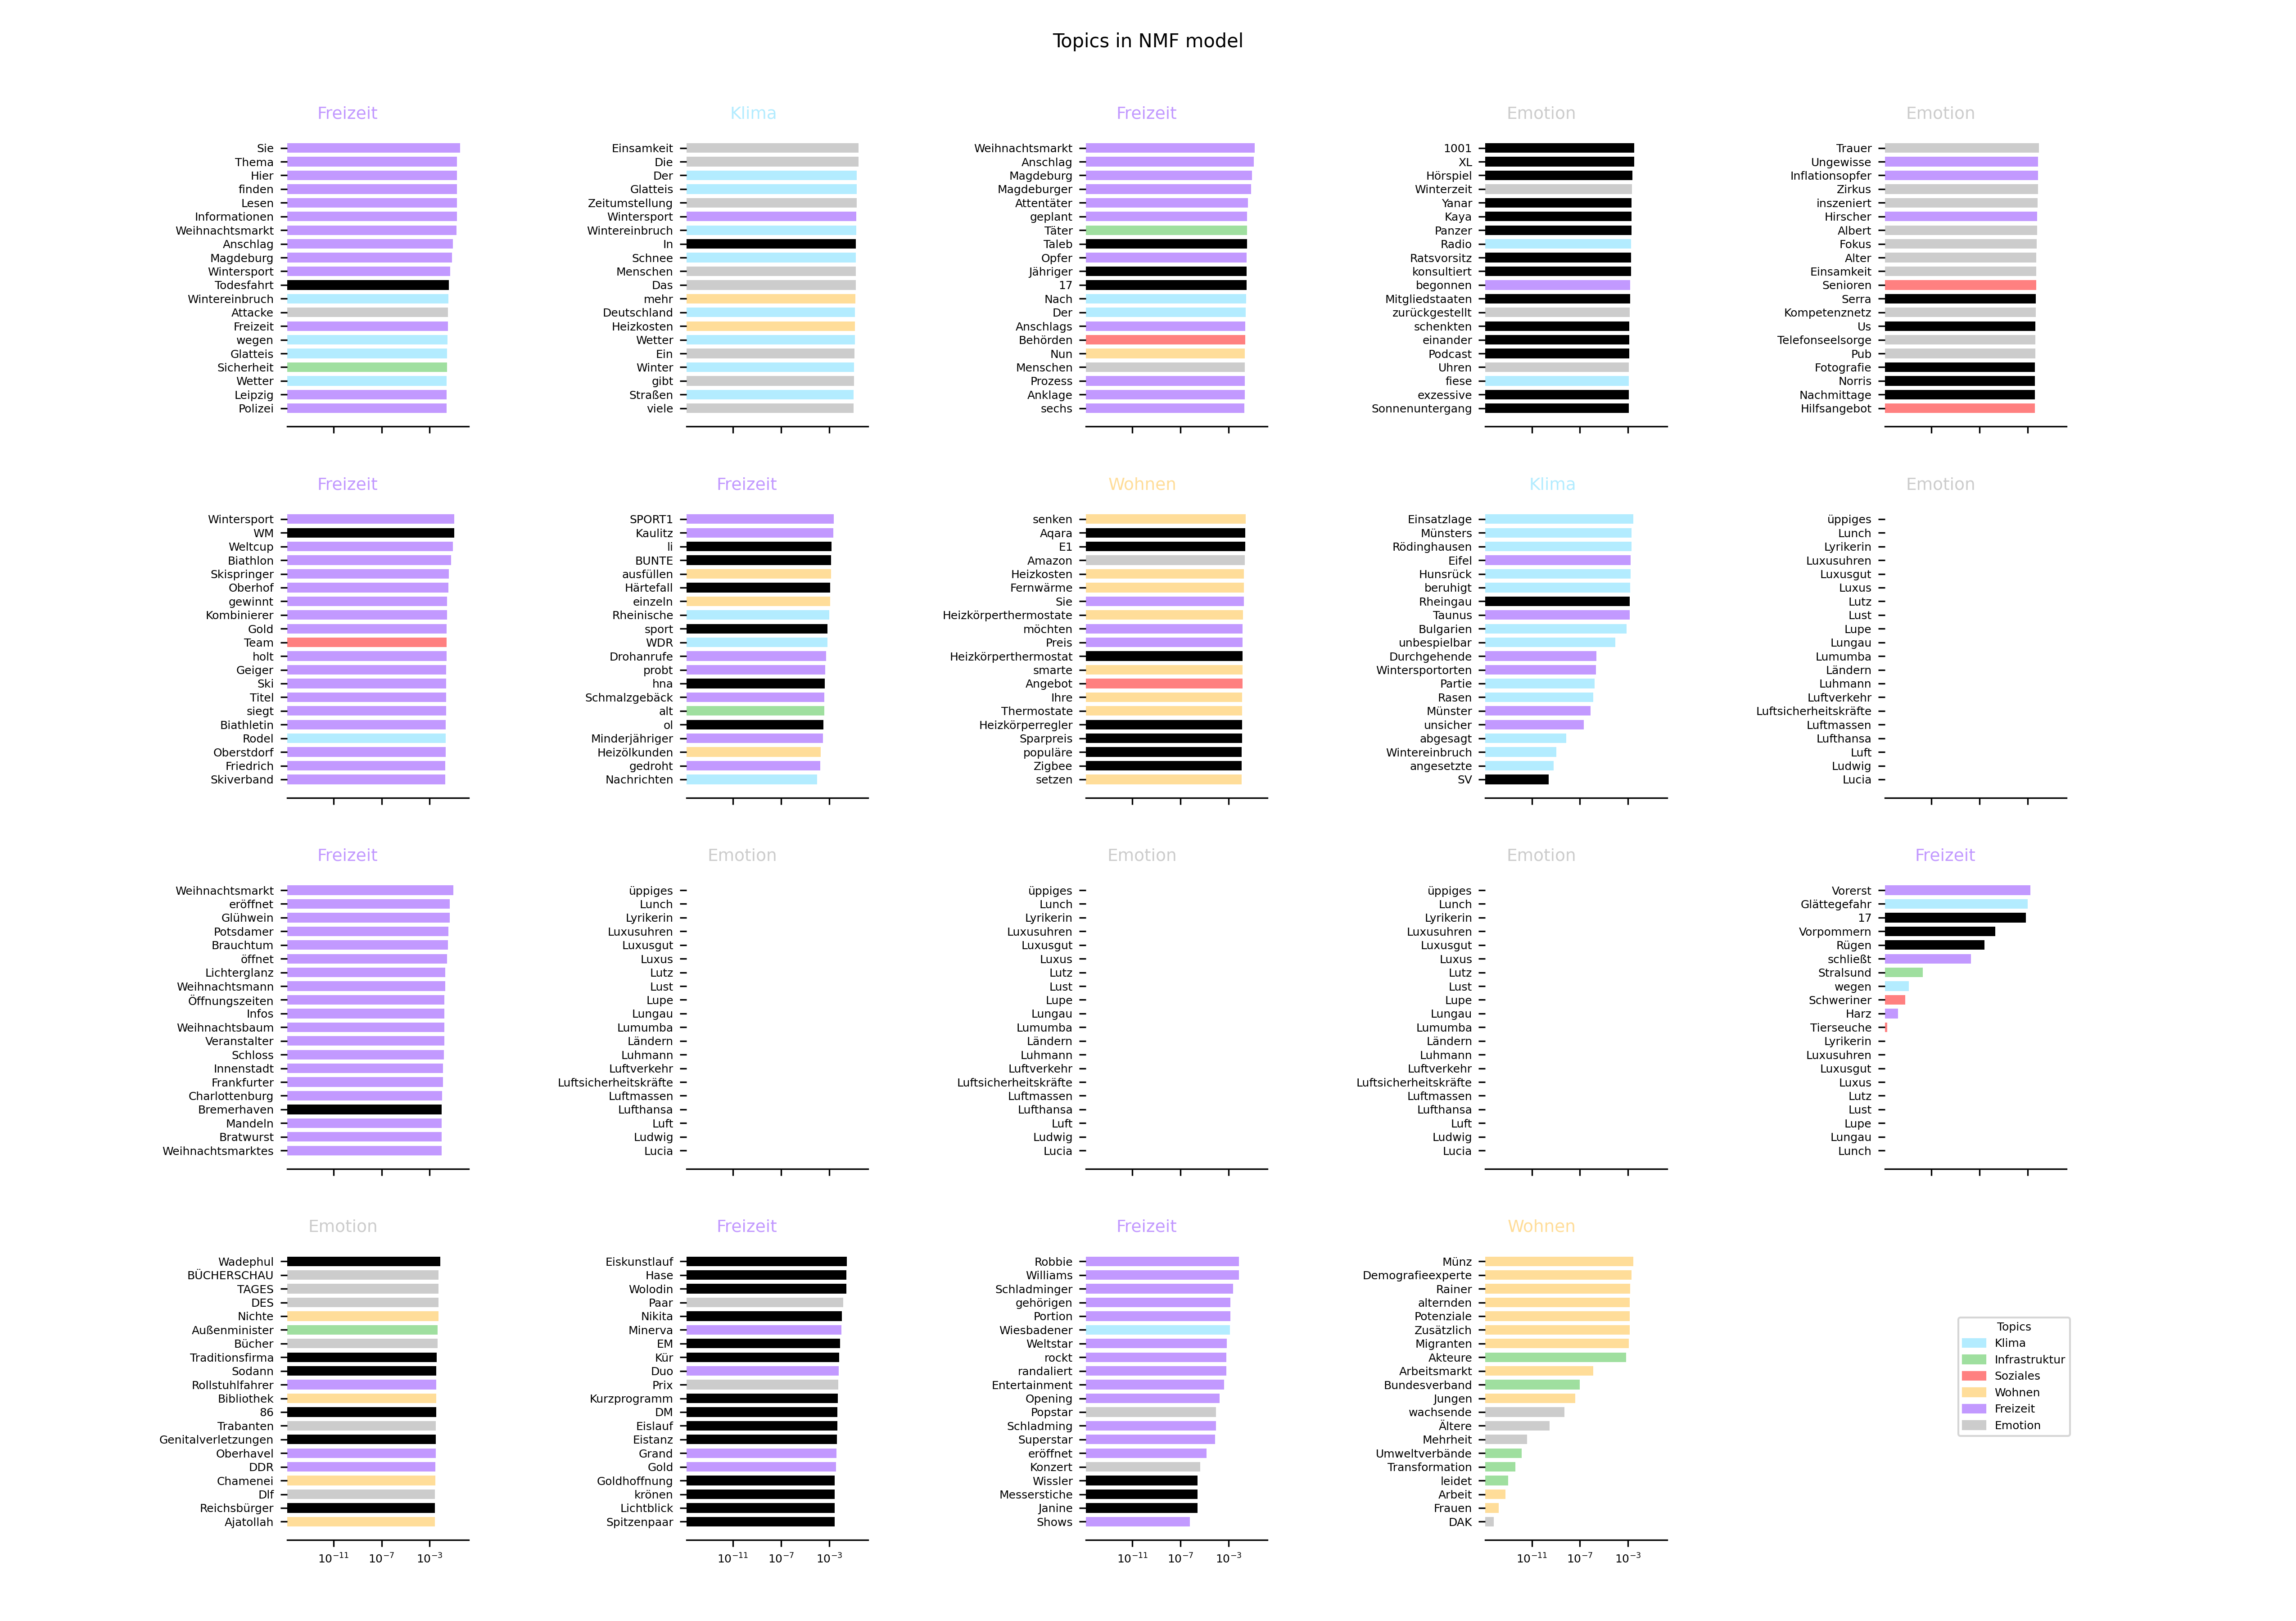 Topics in NMF model
Freizeit
Sie
Thema
Hier
finden
Lesen
Informationen
Weihnachtsmarkt
Anschlag
Magdeburg
Wintersport
Todesfahrt
Wintereinbruch
Attacke
Freizeit
wegen
Glatteis
Sicherheit
Wetter
Leipzig
Polizei
Klima
Einsamkeit
Die
Der
Glatteis
Zeitumstellung
Wintersport
Wintereinbruch
In
Schnee
Menschen
Das
mehr
Deutschland
Heizkosten
Wetter
Ein
Winter
gibt
Straßen
viele
Freizeit
Weihnachtsmarkt
Anschlag
Magdeburg
Magdeburger
Attentäter
geplant
Täter
Taleb
Opfer
Jähriger
17
Nach
Der
Anschlags
Behörden
Nun
Menschen
Prozess
Anklage
sechs
Emotion
1001
XL
Hörspiel
Winterzeit
Yanar
Kaya
Panzer
Radio
Ratsvorsitz
konsultiert
begonnen
Mitgliedstaaten
zurückgestellt
schenkten
einander
Podcast
Uhren
fiese
exzessive
Sonnenuntergang
Emotion
Trauer
Ungewisse
Inflationsopfer
Zirkus
inszeniert
Hirscher
Albert
Fokus
Alter
Einsamkeit
Senioren
Serra
Kompetenznetz
Us
Telefonseelsorge
Pub
Fotografie
Norris
Nachmittage
Hilfsangebot
Freizeit
Wintersport
WM
Weltcup
Biathlon
Skispringer
Oberhof
gewinnt
Kombinierer
Gold
Team
holt
Geiger
Ski
Titel
siegt
Biathletin
Rodel
Oberstdorf
Friedrich
Skiverband
Freizeit
SPORT1
Kaulitz
li
BUNTE
ausfüllen
Härtefall
einzeln
Rheinische
sport
WDR
Drohanrufe
probt
hna
Schmalzgebäck
alt
ol
Minderjähriger
Heizölkunden
gedroht
Nachrichten
Wohnen
senken
Aqara
E1
Amazon
Heizkosten
Fernwärme
Sie
Heizkörperthermostate
möchten
Preis
Heizkörperthermostat
smarte
Angebot
Ihre
Thermostate
Heizkörperregler
Sparpreis
populäre
Zigbee
setzen
Klima
Einsatzlage
Münsters
Rödinghausen
Eifel
Hunsrück
beruhigt
Rheingau
Taunus
Bulgarien
unbespielbar
Durchgehende
Wintersportorten
Partie
Rasen
Münster
unsicher
abgesagt
Wintereinbruch
angesetzte
SV
Emotion
üppiges
Lunch
Lyrikerin
Luxusuhren
Luxusgut
Luxus
Lutz
Lust
Lupe
Lungau
Lumumba
Ländern
Luhmann
Luftverkehr
Luftsicherheitskräfte
Luftmassen
Lufthansa
Luft
Ludwig
Lucia
Freizeit
Weihnachtsmarkt
eröffnet
Glühwein
Potsdamer
Brauchtum
öffnet
Lichterglanz
Weihnachtsmann
Öffnungszeiten
Infos
Weihnachtsbaum
Veranstalter
Schloss
Innenstadt
Frankfurter
Charlottenburg
Bremerhaven
Mandeln
Bratwurst
Weihnachtsmarktes
Emotion
üppiges
Lunch
Lyrikerin
Luxusuhren
Luxusgut
Luxus
Lutz
Lust
Lupe
Lungau
Lumumba
Ländern
Luhmann
Luftverkehr
Luftsicherheitskräfte
Luftmassen
Lufthansa
Luft
Ludwig
Lucia
Emotion
üppiges
Lunch
Lyrikerin
Luxusuhren
Luxusgut
Luxus
Lutz
Lust
Lupe
Lungau
Lumumba
Ländern
Luhmann
Luftverkehr
Luftsicherheitskräfte
Luftmassen
Lufthansa
Luft
Ludwig
Lucia
Emotion
üppiges
Lunch
Lyrikerin
Luxusuhren
Luxusgut
Luxus
Lutz
Lust
Lupe
Lungau
Lumumba
Ländern
Luhmann
Luftverkehr
Luftsicherheitskräfte
Luftmassen
Lufthansa
Luft
Ludwig
Lucia
Freizeit
Vorerst
Glättegefahr
17
Vorpommern
Rügen
schließt
Stralsund
wegen
Schweriner
Harz
Tierseuche
Lyrikerin
Luxusuhren
Luxusgut
Luxus
Lutz
Lust
Lupe
Lungau
Lunch
Emotion
Wadephul
BÜCHERSCHAU
TAGES
DES
Nichte
Außenminister
Bücher
Traditionsfirma
Sodann
Rollstuhlfahrer
Bibliothek
86
Trabanten
Genitalverletzungen
Oberhavel
DDR
Chamenei
Dlf
Reichsbürger
Ajatollah
10⁻¹¹ 10⁻⁷ 10⁻³
Freizeit
Eiskunstlauf
Hase
Wolodin
Paar
Nikita
Minerva
EM
Kür
Duo
Prix
Kurzprogramm
DM
Eislauf
Eistanz
Grand
Gold
Goldhoffnung
krönen
Lichtblick
Spitzenpaar
10⁻¹¹ 10⁻⁷ 10⁻³
Freizeit
Robbie
Williams
Schladminger
gehörigen
Portion
Wiesbadener
Weltstar
rockt
randaliert
Entertainment
Opening
Popstar
Schladming
Superstar
eröffnet
Konzert
Wissler
Messerstiche
Janine
Shows
10⁻¹¹ 10⁻⁷ 10⁻³
Wohnen
Münz
Demografieexperte
Rainer
alternden
Potenziale
Zusätzlich
Migranten
Akteure
Arbeitsmarkt
Bundesverband
Jungen
wachsende
Ältere
Mehrheit
Umweltverbände
Transformation
leidet
Arbeit
Frauen
DAK
10⁻¹¹ 10⁻⁷ 10⁻³
Topics
Klima
Infrastruktur
Soziales
Wohnen
Freizeit
Emotion